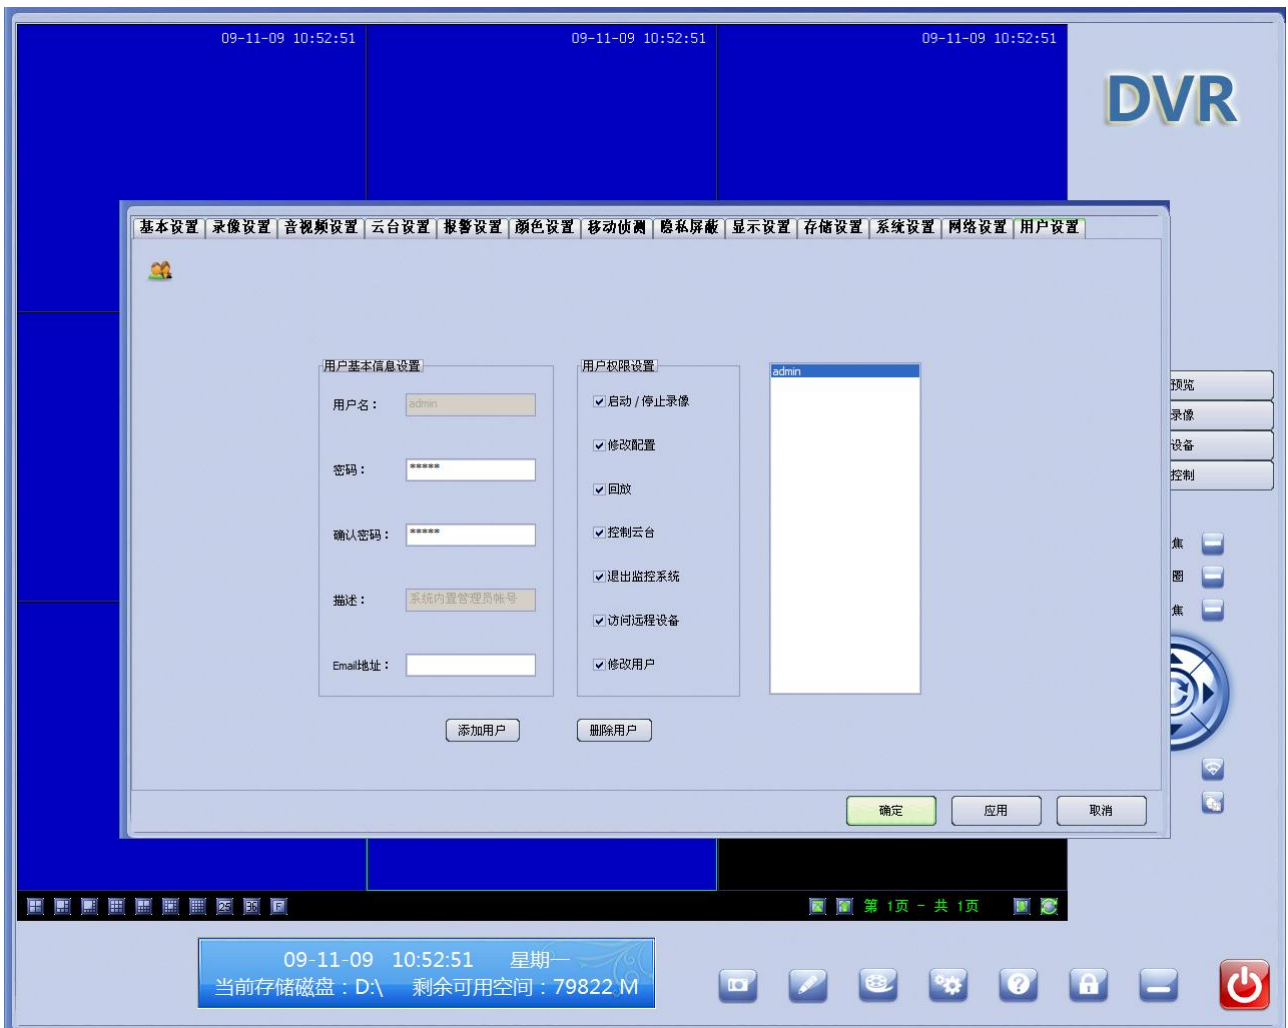 09-11-09 10:52:51
09-11-09 10:52:51
09-11-09 10:52:51
DVR
基本设置 录像设置 音视频设置 云台设置 报警设置 颜色设置 移动侦测 隐私屏蔽 显示设置 存储设置 系统设置 网络设置 用户设置
用户基本信息设置
用户名： admin
密码： *****
确认密码： *****
描述： 系统内置管理员帐号
Email地址：
用户权限设置
启动 / 停止录像
修改配置
回放
控制云台
退出监控系统
访问远程设备
修改用户
admin
添加用户
删除用户
确定
应用
取消
预览
录像
设备
控制
焦
圈
焦
25
36
F
第 1页 - 共 1页
09-11-09 10:52:51 星期一
当前存储磁盘：D:\ 剩余可用空间：79822 M